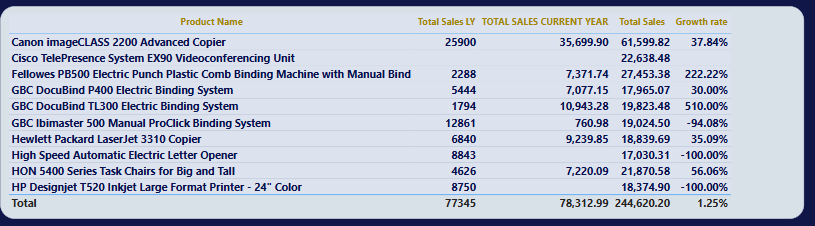 Product Name Total Sales LY TOTAL SALES CURRENT YEAR Total Sales Growth rate
Canon imageCLASS 2200 Advanced Copier 25900 35,699.90 61,599.82 37.84%
Cisco TelePresence System EX90 Videoconferencing Unit 22,638.48
Fellowes PB500 Electric Punch Plastic Comb Binding Machine with Manual Bind 2288 7,371.74 27,453.38 222.22%
GBC DocuBind P400 Electric Binding System 5444 7,077.15 17,965.07 30.00%
GBC DocuBind TL300 Electric Binding System 1794 10,943.28 19,823.48 510.00%
GBC Ibimaster 500 Manual ProClick Binding System 12861 760.98 19,024.50 -94.08%
Hewlett Packard LaserJet 3310 Copier 6840 9,239.85 18,839.69 35.09%
High Speed Automatic Electric Letter Opener 8843 17,030.31 -100.00%
HON 5400 Series Task Chairs for Big and Tall 4626 7,220.09 21,870.58 56.06%
HP Designjet T520 Inkjet Large Format Printer - 24" Color 8750 18,374.90 -100.00%
Total 77345 78,312.99 244,620.20 1.25%